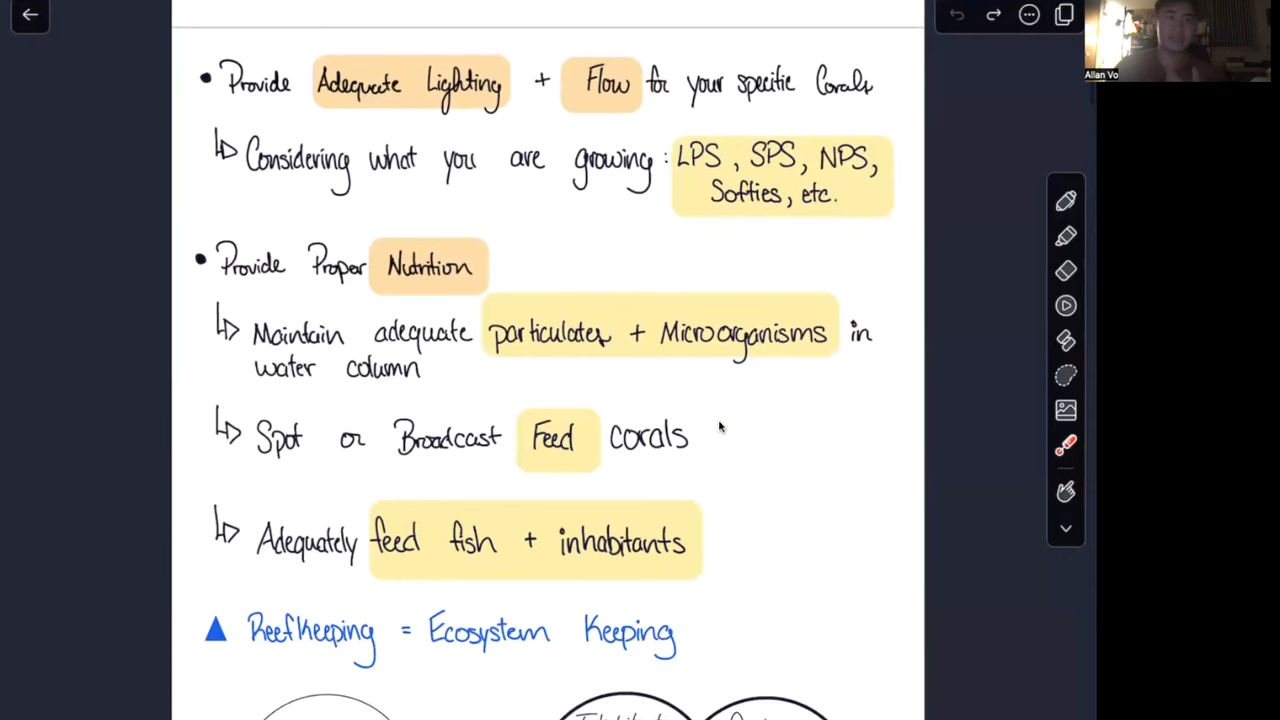 Allan Vo
• Provide Adequate Lighting + Flow for your specific Corals
↳ Considering what you are growing: LPS, SPS, NPS,
Softies, etc.
• Provide Proper Nutrition
↳ Maintain adequate particulates + Microorganisms in
water column
↳ Spot or Broadcast Feed corals
↳ Adequately feed fish + inhabitants
▲ Reefkeeping = Ecosystem Keeping